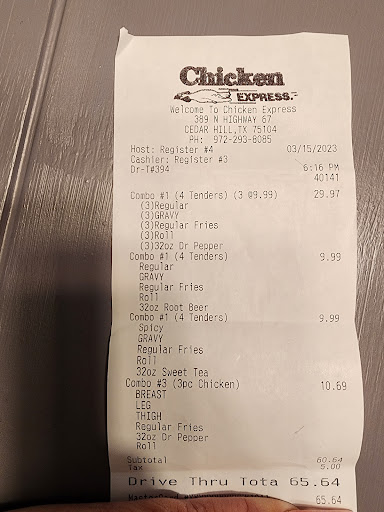 Chicken
EXPRESS.
Welcome To Chicken Express
389 N HIGHWAY 67
CEDAR HILL,TX 75104
PH: 972-293-8085
Host: Register #4 03/15/2023
Cashier: Register #3
Dr-T#394 6:16 PM
40141
Combo #1 (4 Tenders) (3 @9.99) 29.97
(3)Regular
(3)GRAVY
(3)Regular Fries
(3)Roll
(3)32oz Dr Pepper
Combo #1 (4 Tenders) 9.99
Regular
GRAVY
Regular Fries
Roll
32oz Root Beer
Combo #1 (4 Tenders) 9.99
Spicy
GRAVY
Regular Fries
Roll
32oz Sweet Tea
Combo #3 (3pc Chicken) 10.69
BREAST
LEG
THIGH
Regular Fries
32oz Dr Pepper
Roll
Subtotal 60.64
Tax 5.00
Drive Thru Tota 65.64
65.64